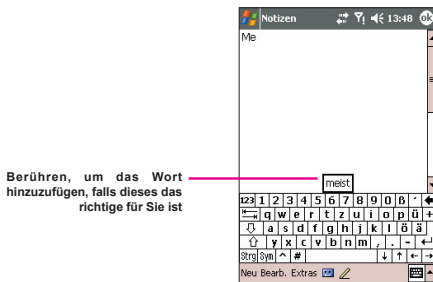 Notizen 13:48 ok
Me
Berühren, um das Wort
hinzuzufügen, falls dieses das
richtige für Sie ist
meist
123 1 2 3 4 5 6 7 8 9 0 ß ´
q w e r t z u i o p ü +
a s d f g h j k l ö ä
y x c v b n m , . -
Strg Sym ^ #
Neu Bearb. Extras